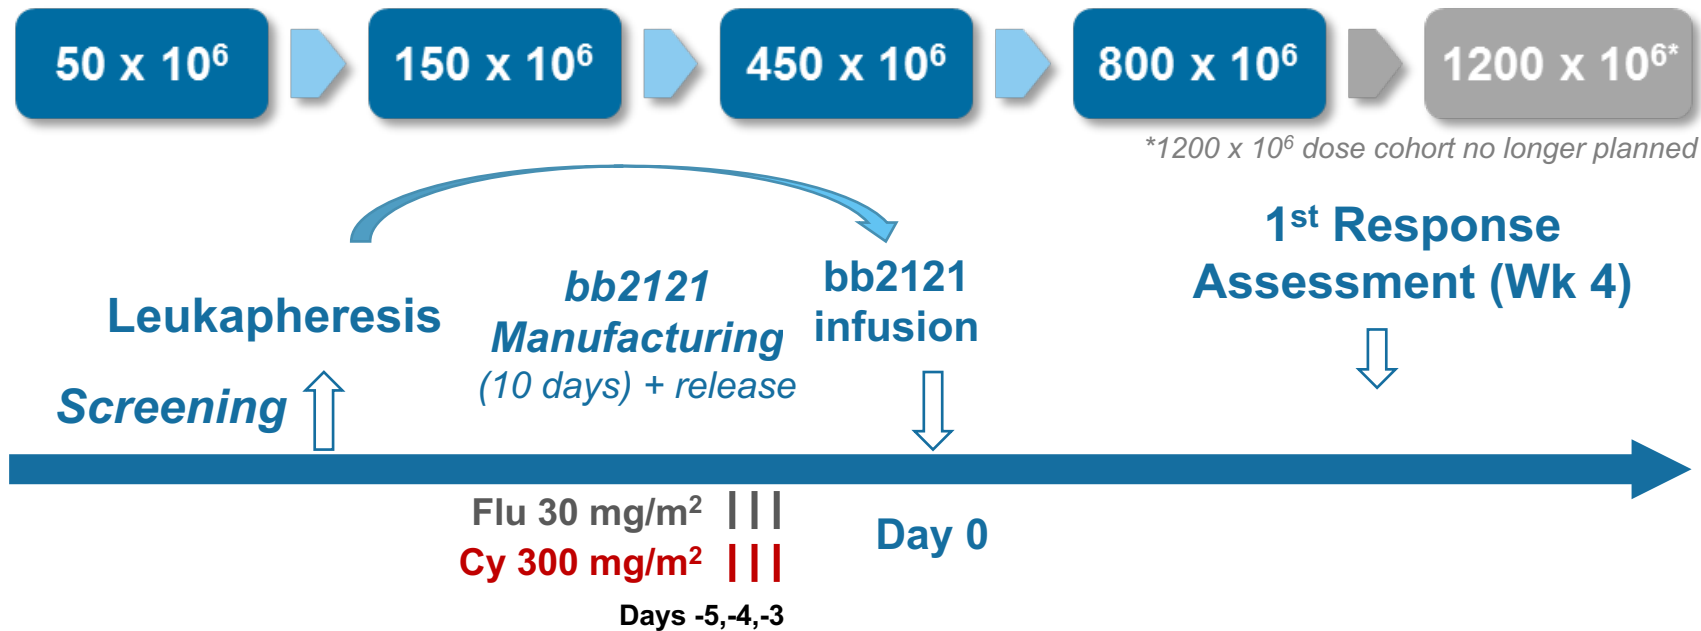 50 x 10⁶ 150 x 10⁶ 450 x 10⁶ 800 x 10⁶ 1200 x 10⁶*
*1200 x 10⁶ dose cohort no longer planned
Leukapheresis
Screening
bb2121
Manufacturing
(10 days) + release
bb2121
infusion
1st Response
Assessment (Wk 4)
Flu 30 mg/m²
Cy 300 mg/m²
Days -5,-4,-3
Day 0